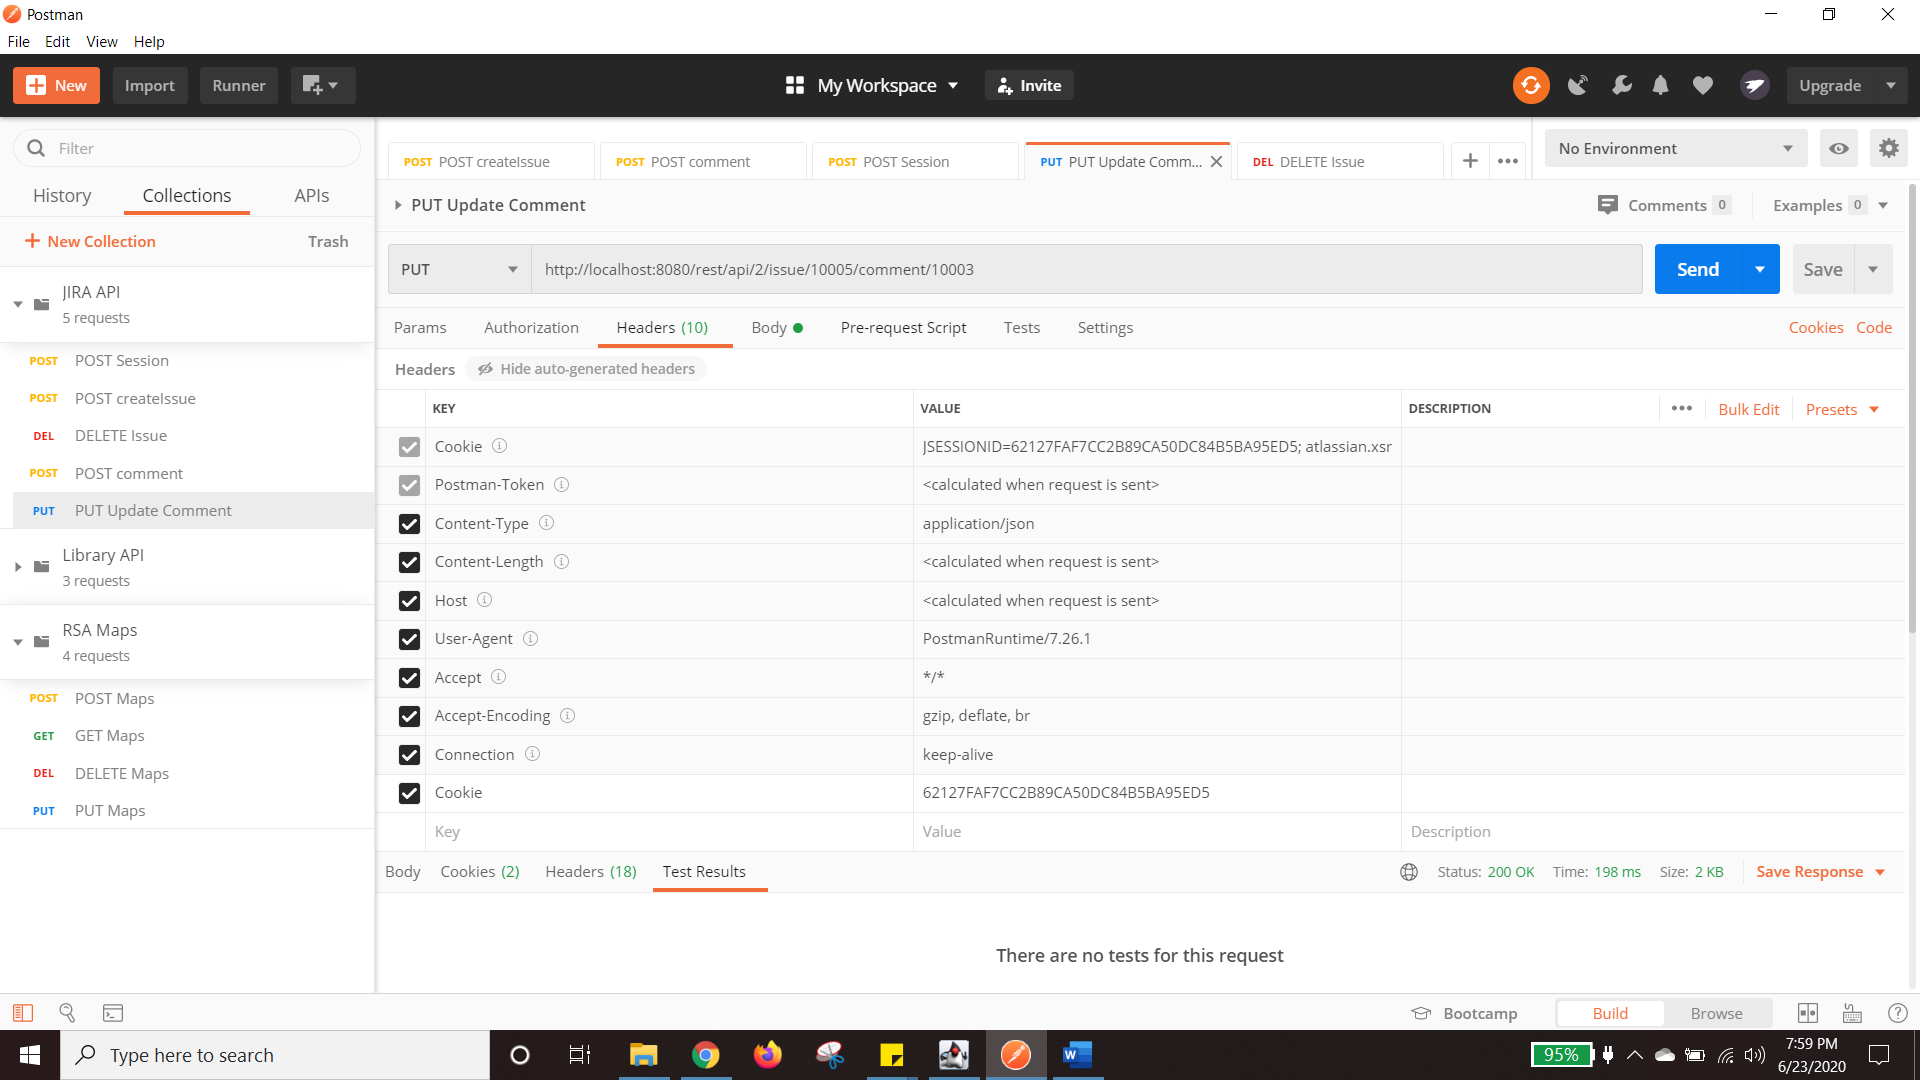 Postman
File Edit View Help
New Import Runner My Workspace Invite Upgrade
Filter
History Collections APIs
New Collection Trash
JIRA API
5 requests
POST POST Session
POST POST createIssue
DEL DELETE Issue
POST POST comment
PUT PUT Update Comment
Library API
3 requests
RSA Maps
4 requests
POST POST Maps
GET GET Maps
DEL DELETE Maps
PUT PUT Maps
POST POST createIssue POST POST comment POST POST Session PUT PUT Update Comm... DEL DELETE Issue No Environment
PUT Update Comment Comments 0 Examples 0
PUT http://localhost:8080/rest/api/2/issue/10005/comment/10003 Send Save
Params Authorization Headers (10) Body Pre-request Script Tests Settings Cookies Code
Headers Hide auto-generated headers
KEY VALUE DESCRIPTION Bulk Edit Presets
Cookie JSESSIONID=62127FAF7CC2B89CA50DC84B5BA95ED5; atlassian.xsr
Postman-Token <calculated when request is sent>
Content-Type application/json
Content-Length <calculated when request is sent>
Host <calculated when request is sent>
User-Agent PostmanRuntime/7.26.1
Accept */*
Accept-Encoding gzip, deflate, br
Connection keep-alive
Cookie 62127FAF7CC2B89CA50DC84B5BA95ED5
Key Value Description
Body Cookies (2) Headers (18) Test Results Status: 200 OK Time: 198 ms Size: 2 KB Save Response
There are no tests for this request
Bootcamp Build Browse
Type here to search 95% 7:59 PM
6/23/2020